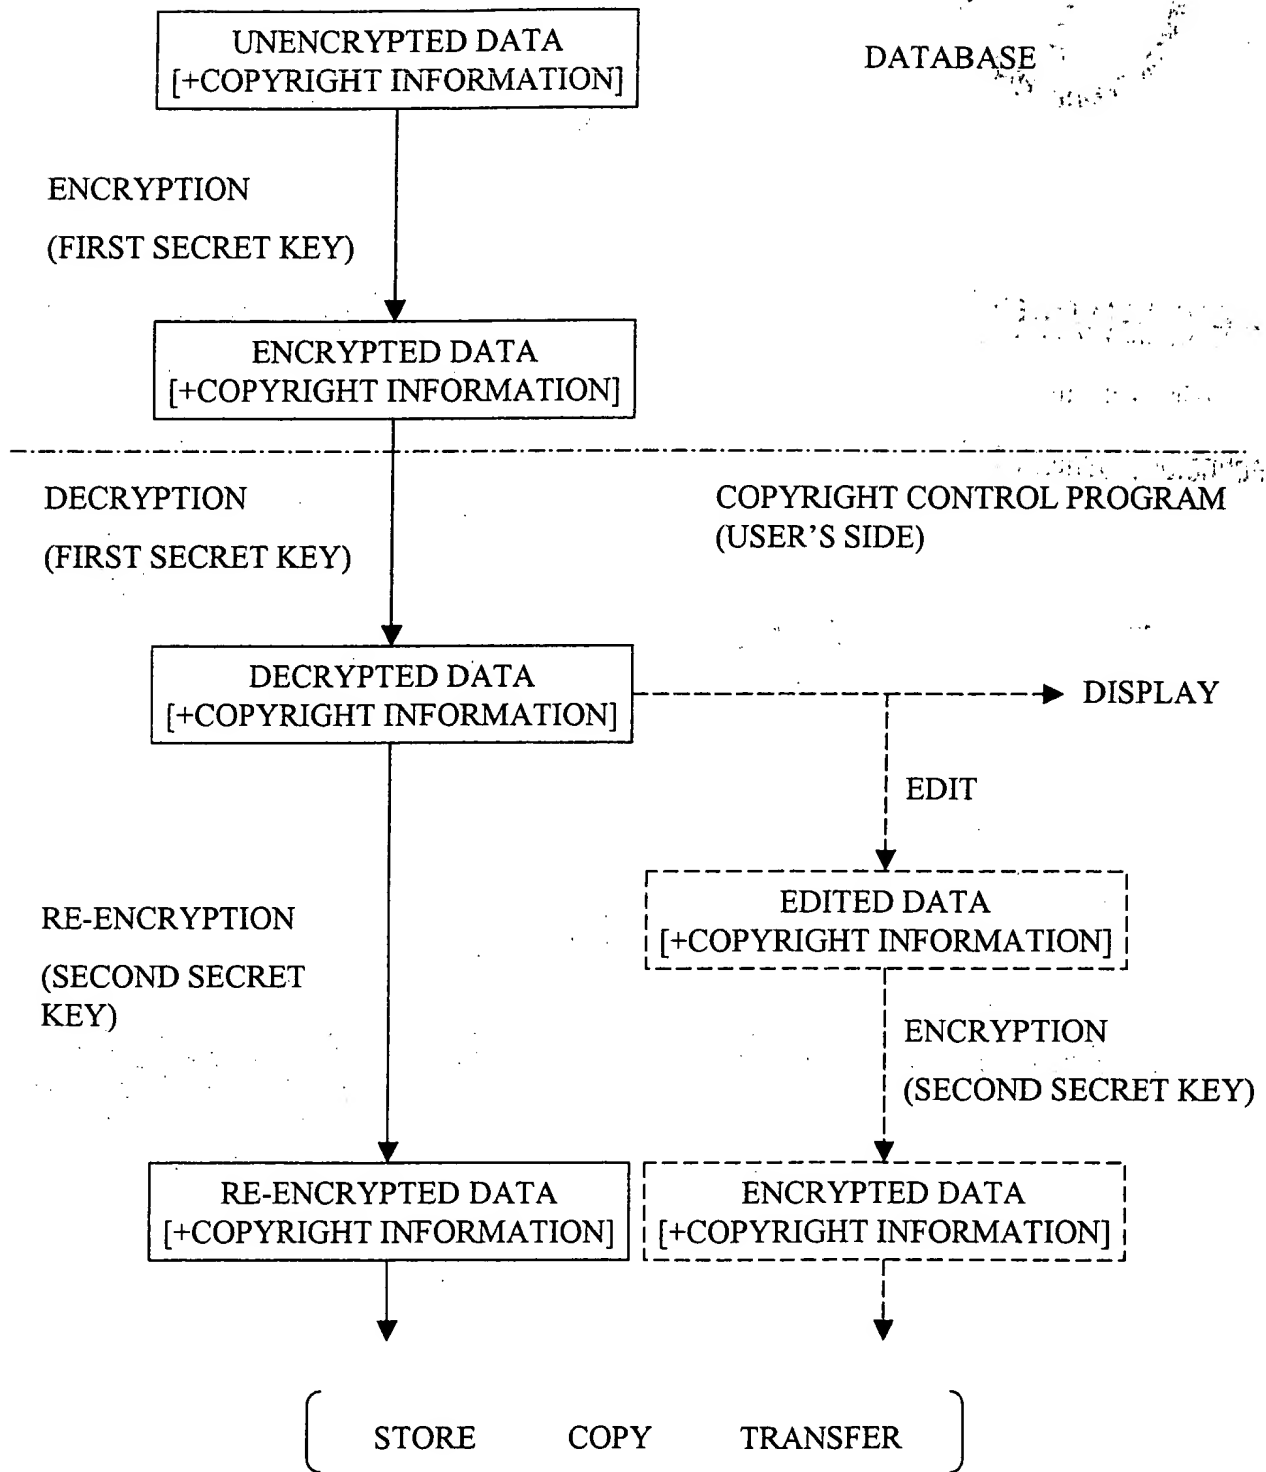 UNENCRYPTED DATA
[+COPYRIGHT INFORMATION]
DATABASE
ENCRYPTION
(FIRST SECRET KEY)
ENCRYPTED DATA
[+COPYRIGHT INFORMATION]
DECRYPTION
(FIRST SECRET KEY)
COPYRIGHT CONTROL PROGRAM
(USER'S SIDE)
DECRYPTED DATA
[+COPYRIGHT INFORMATION]
DISPLAY
EDIT
EDITED DATA
[+COPYRIGHT INFORMATION]
RE-ENCRYPTION
(SECOND SECRET
KEY)
ENCRYPTION
(SECOND SECRET KEY)
RE-ENCRYPTED DATA
[+COPYRIGHT INFORMATION]
ENCRYPTED DATA
[+COPYRIGHT INFORMATION]
STORE COPY TRANSFER